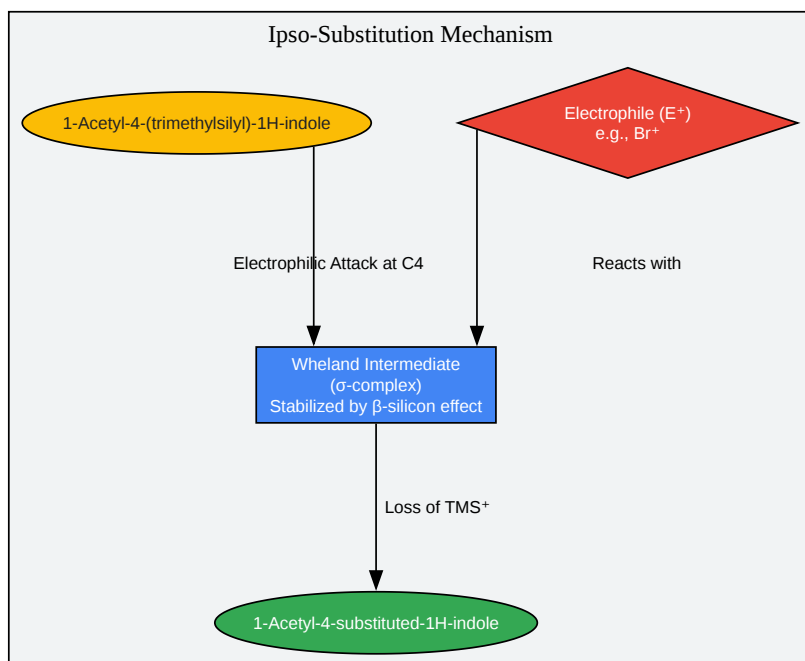 Ipso-Substitution Mechanism
1-Acetyl-4-(trimethylsilyl)-1H-indole
Electrophile (E⁺)
e.g., Br⁺
Electrophilic Attack at C4
Reacts with
Wheland Intermediate
(σ-complex)
Stabilized by β-silicon effect
Loss of TMS⁺
1-Acetyl-4-substituted-1H-indole